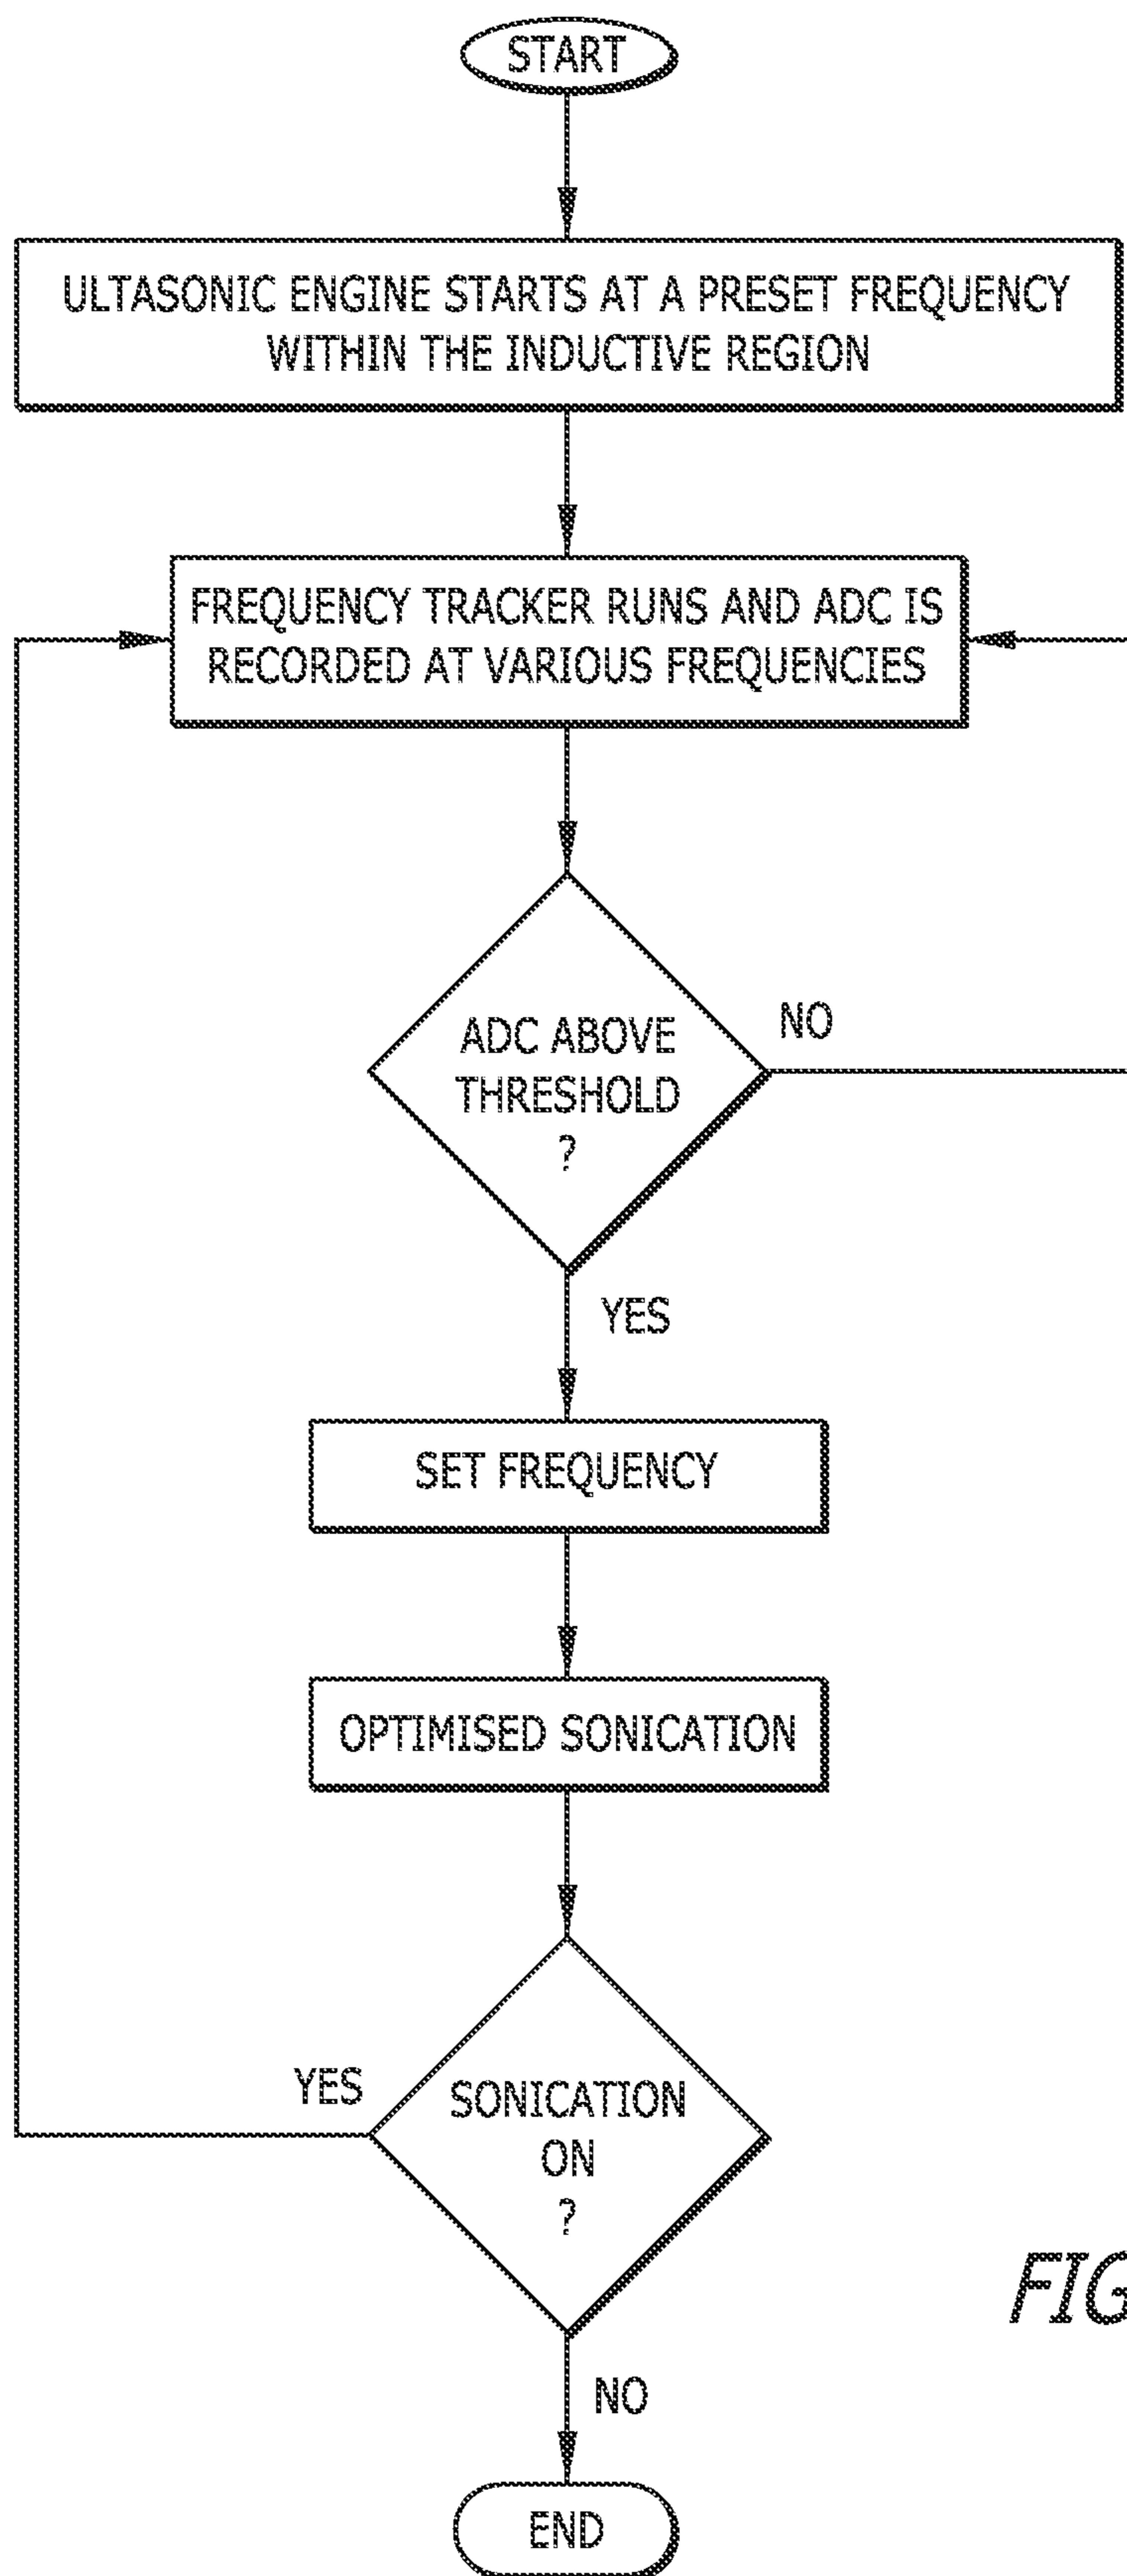 START
ULTASONIC ENGINE STARTS AT A PRESET FREQUENCY
WITHIN THE INDUCTIVE REGION
FREQUENCY TRACKER RUNS AND ADC IS
RECORDED AT VARIOUS FREQUENCIES
ADC ABOVE
THRESHOLD
?
NO
YES
SET FREQUENCY
OPTIMISED SONICATION
YES
SONICATION
ON
?
FIG
NO
END